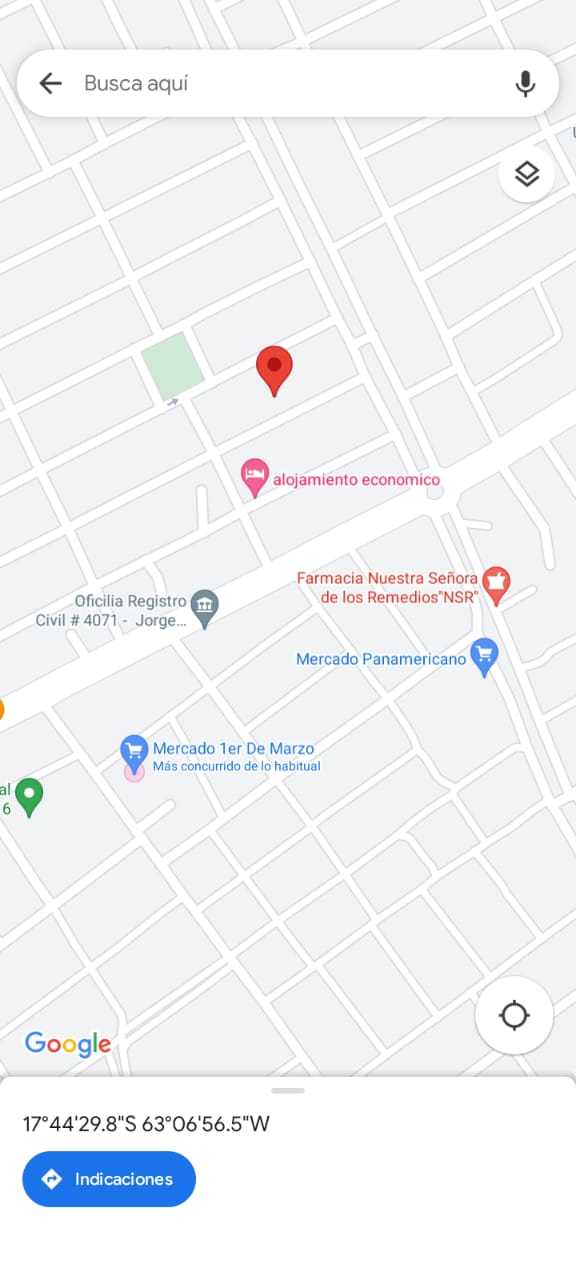 Busca aquí
alojamiento economico
Farmacia Nuestra Señora
de los Remedios"NSR"
Oficilia Registro
Civil # 4071 - Jorge...
Mercado Panamericano
Mercado 1er De Marzo
Más concurrido de lo habitual
al
6
Google
17°44'29.8"S 63°06'56.5"W
Indicaciones